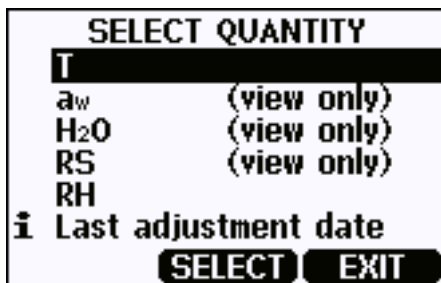 SELECT QUANTITY
T
aw (view only)
H2O (view only)
RS (view only)
RH
i Last adjustment date
SELECT EXIT